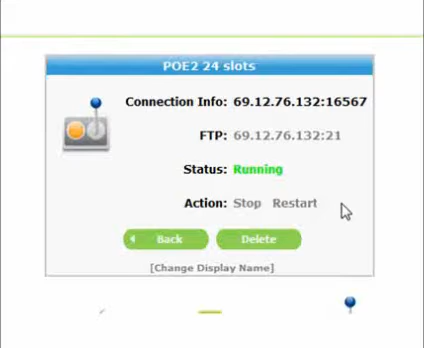 POE2 24 slots
Connection Info: 69.12.76.132:16567
FTP: 69.12.76.132:21
Status: Running
Action: Stop Restart
Back Delete
[Change Display Name]